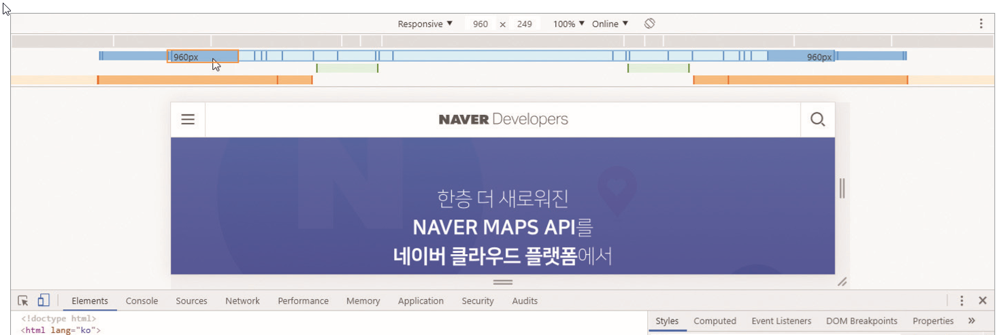 Responsive ▼ 960 × 249 100% ▼ Online ▼
960px 960px
NAVER Developers
한층 더 새로워진
NAVER MAPS API를
네이버 클라우드 플랫폼에서
Elements Console Sources Network Performance Memory Application Security Audits
<!doctype html>
<html lang="ko">
Styles Computed Event Listeners DOM Breakpoints Properties »